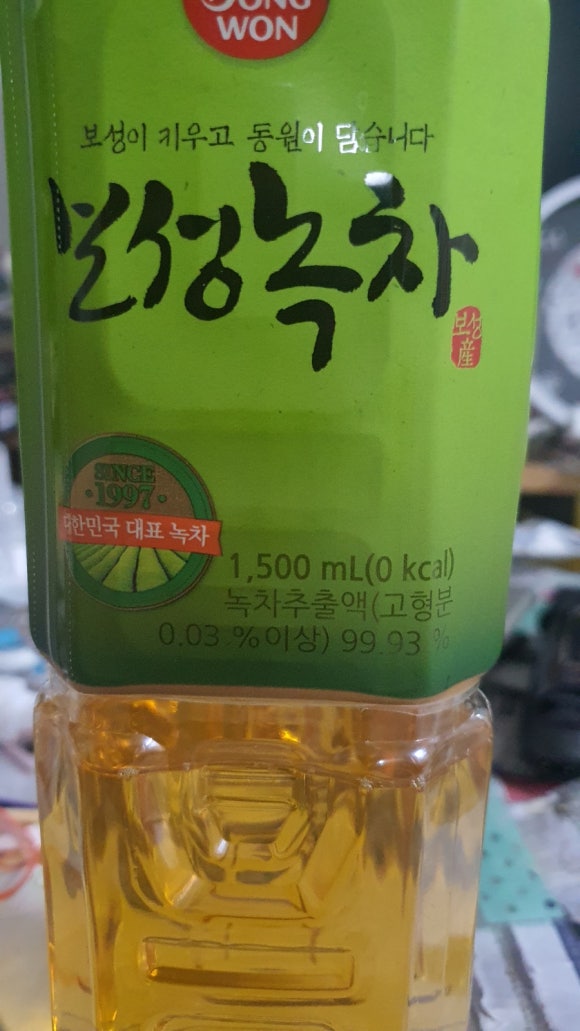 WON
보성이 키우고 동원이 담습니다
보성녹차
보성
産
SINCE
1997
대한민국 대표 녹차
1,500 mL(0 kcal)
녹차추출액(고형분
0.03 %이상) 99.93 %